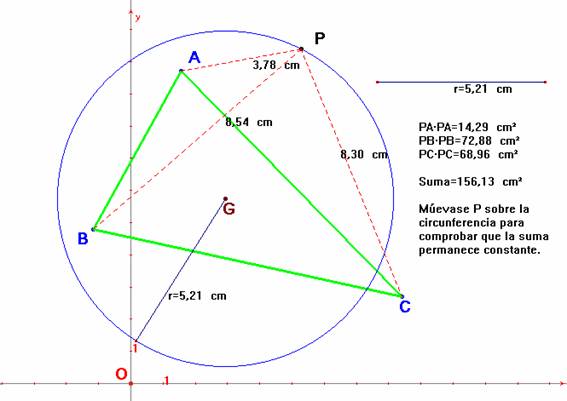 y
P
A
3,78 cm
r=5,21 cm
8,54 cm
PA·PA=14,29 cm²
PB·PB=72,88 cm²
PC·PC=68,96 cm²
8,30 cm
Suma=156,13 cm²
G
Múevase P sobre la
circunferencia para
comprobar que la suma
permanece constante.
B
r=5,21 cm
C
1
O
1